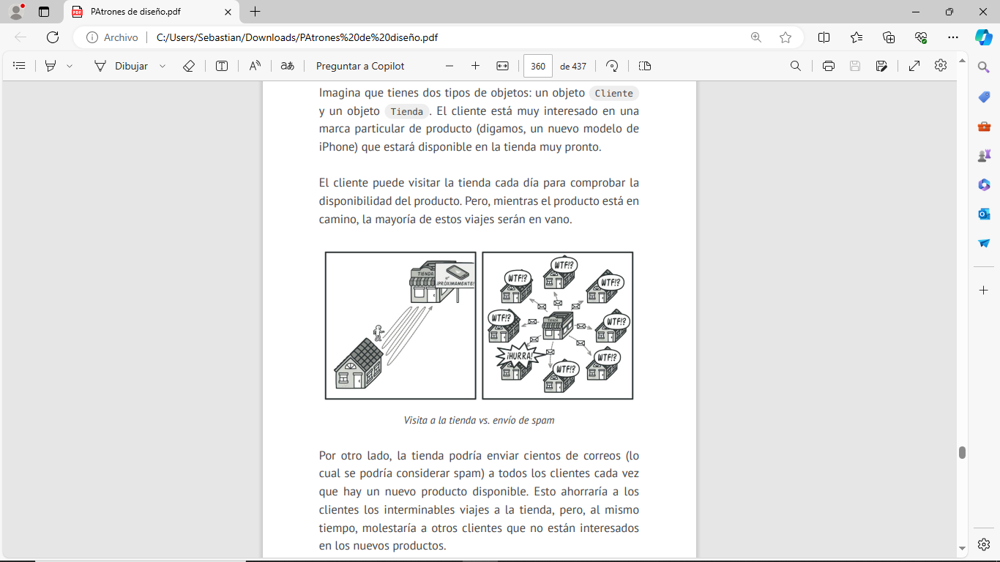 PAtrones de diseño.pdf
Archivo
C:/Users/Sebastian/Downloads/PAtrones%20de%20diseño.pdf
Dibujar
Preguntar a Copilot
360
de 437
Imagina que tienes dos tipos de objetos: un objeto Cliente
y un objeto Tienda . El cliente está muy interesado en una
marca particular de producto (digamos, un nuevo modelo de
iPhone) que estará disponible en la tienda muy pronto.
El cliente puede visitar la tienda cada día para comprobar la
disponibilidad del producto. Pero, mientras el producto está en
camino, la mayoría de estos viajes serán en vano.
TIENDA
¡PRÓXIMAMENTE!
WTF!?
WTF!?
WTF!?
WTF!?
TIENDA
WTF!?
¡HURRA!
WTF!?
WTF!?
Visita a la tienda vs. envío de spam
Por otro lado, la tienda podría enviar cientos de correos (lo
cual se podría considerar spam) a todos los clientes cada vez
que hay un nuevo producto disponible. Esto ahorraría a los
clientes los interminables viajes a la tienda, pero, al mismo
tiempo, molestaría a otros clientes que no están interesados
en los nuevos productos.